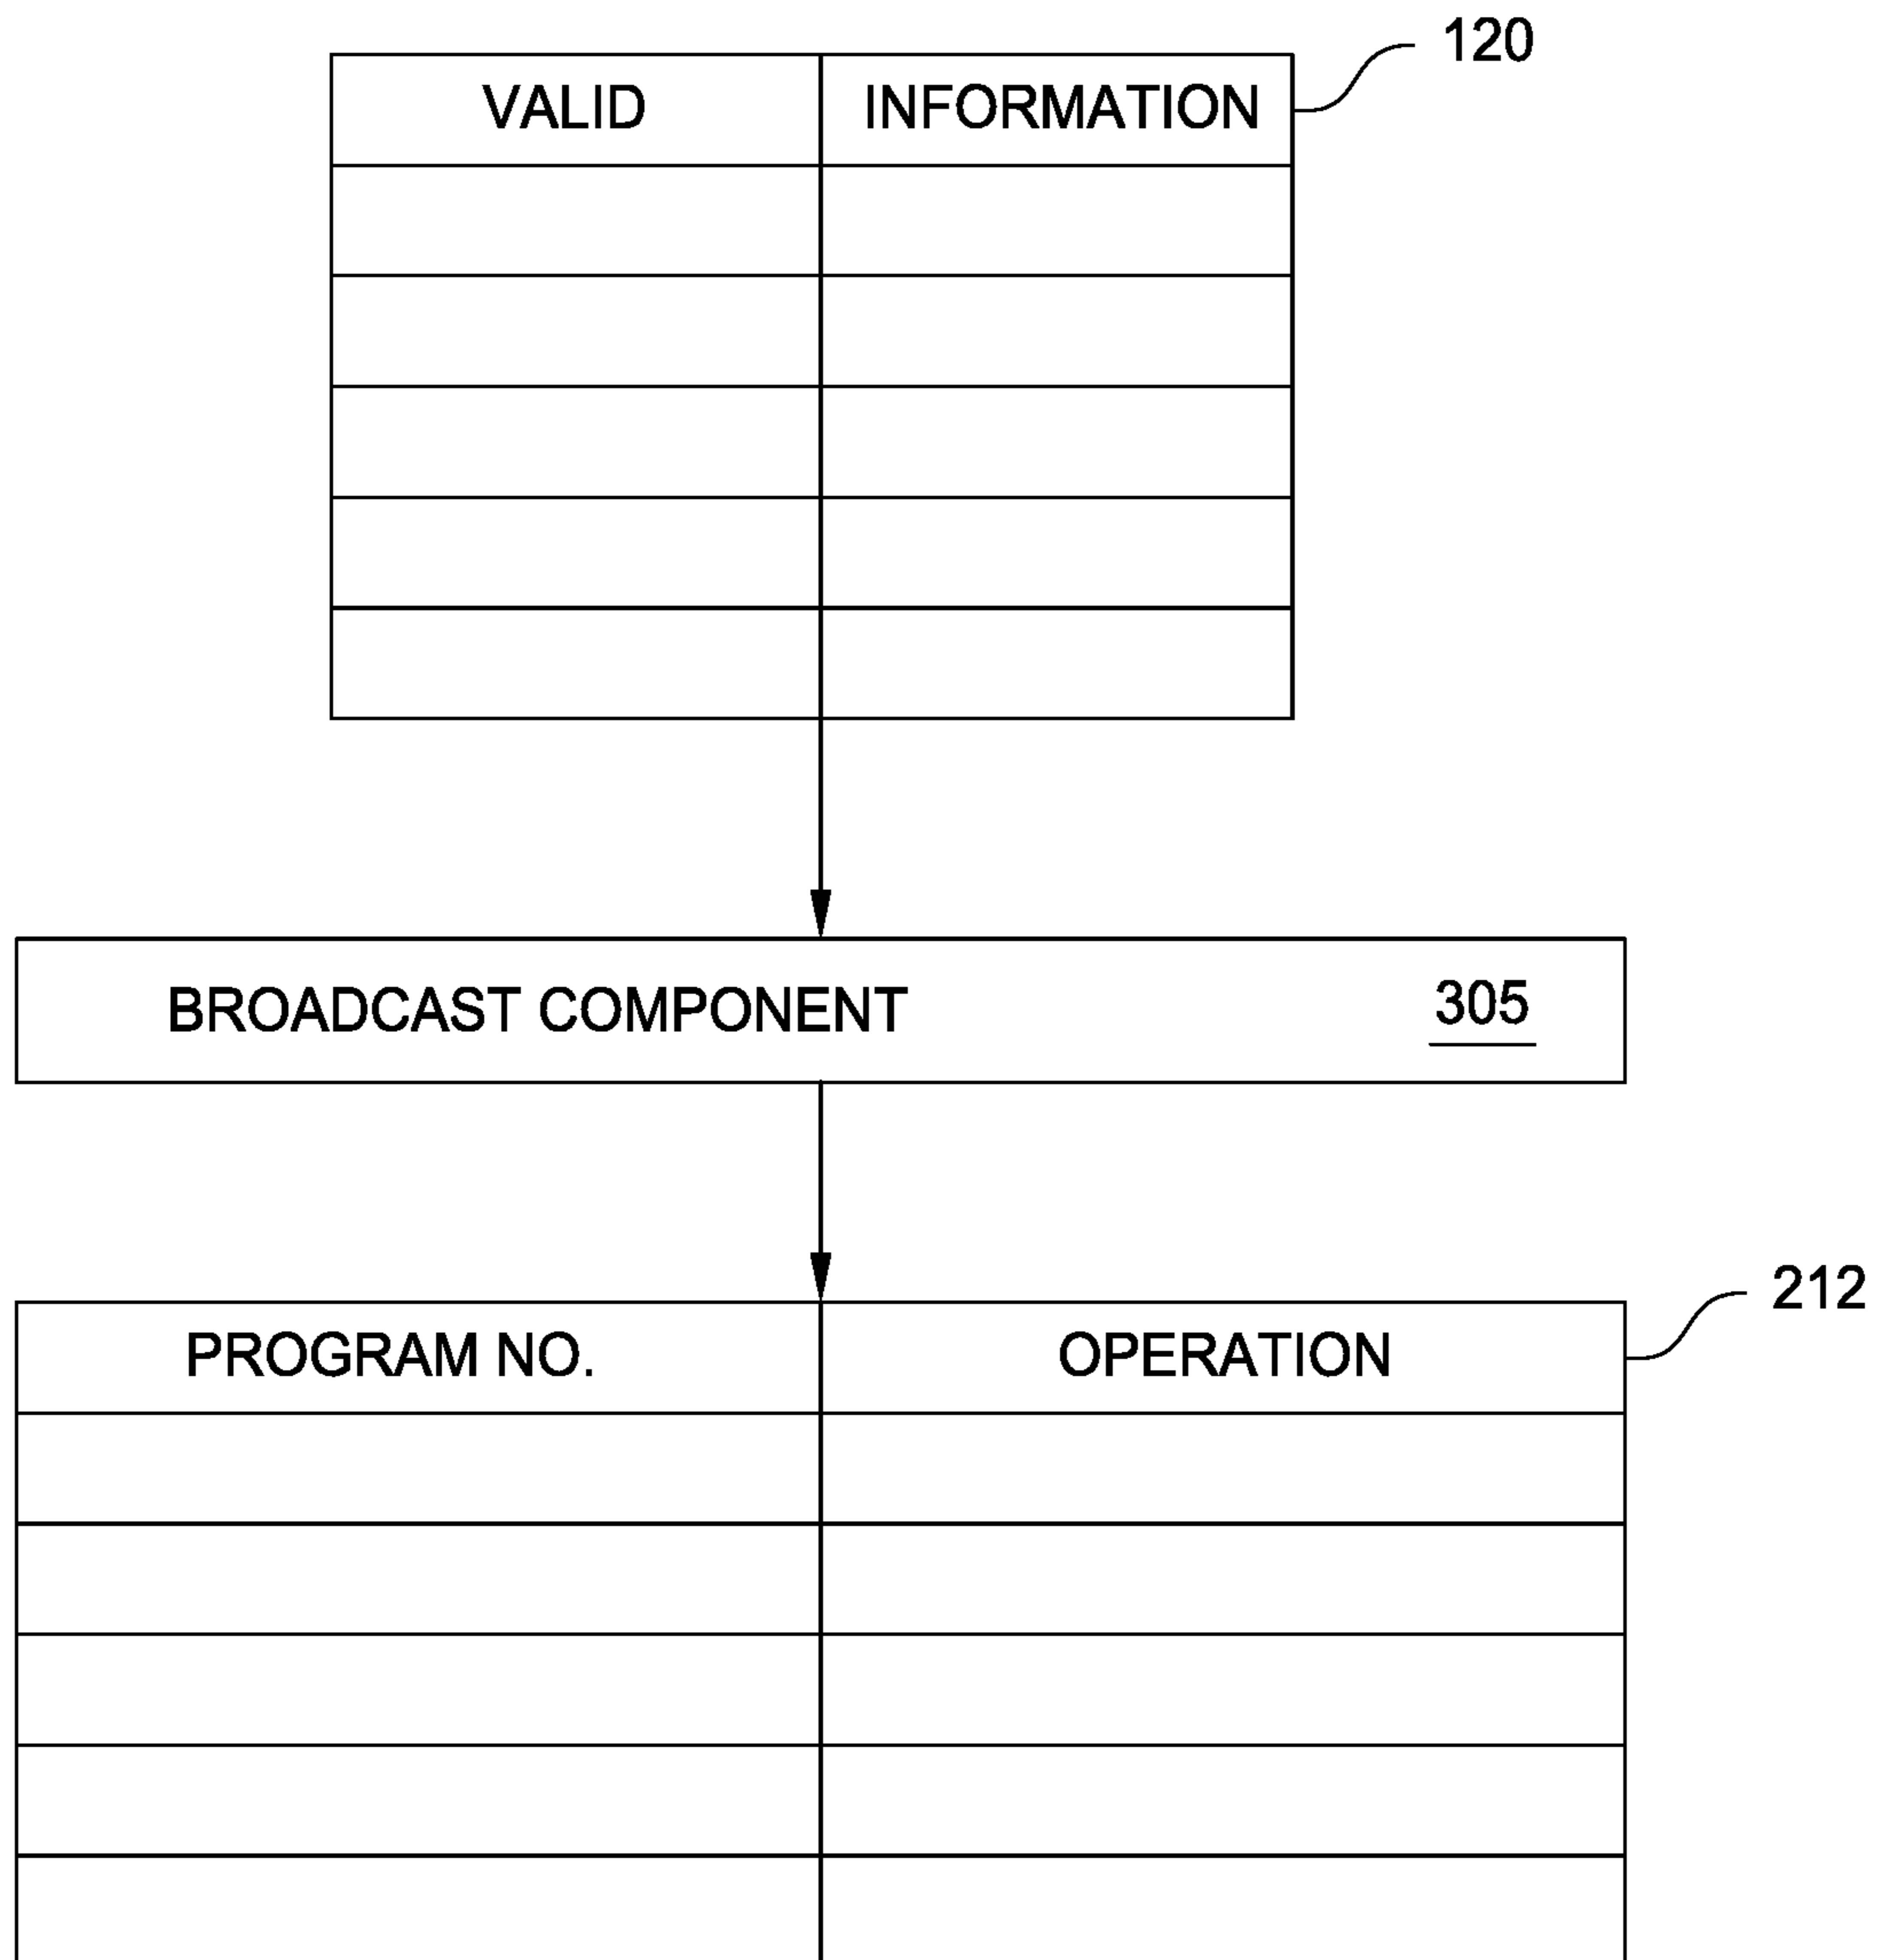 120
VALID INFORMATION
BROADCAST COMPONENT 305
212
PROGRAM NO. OPERATION